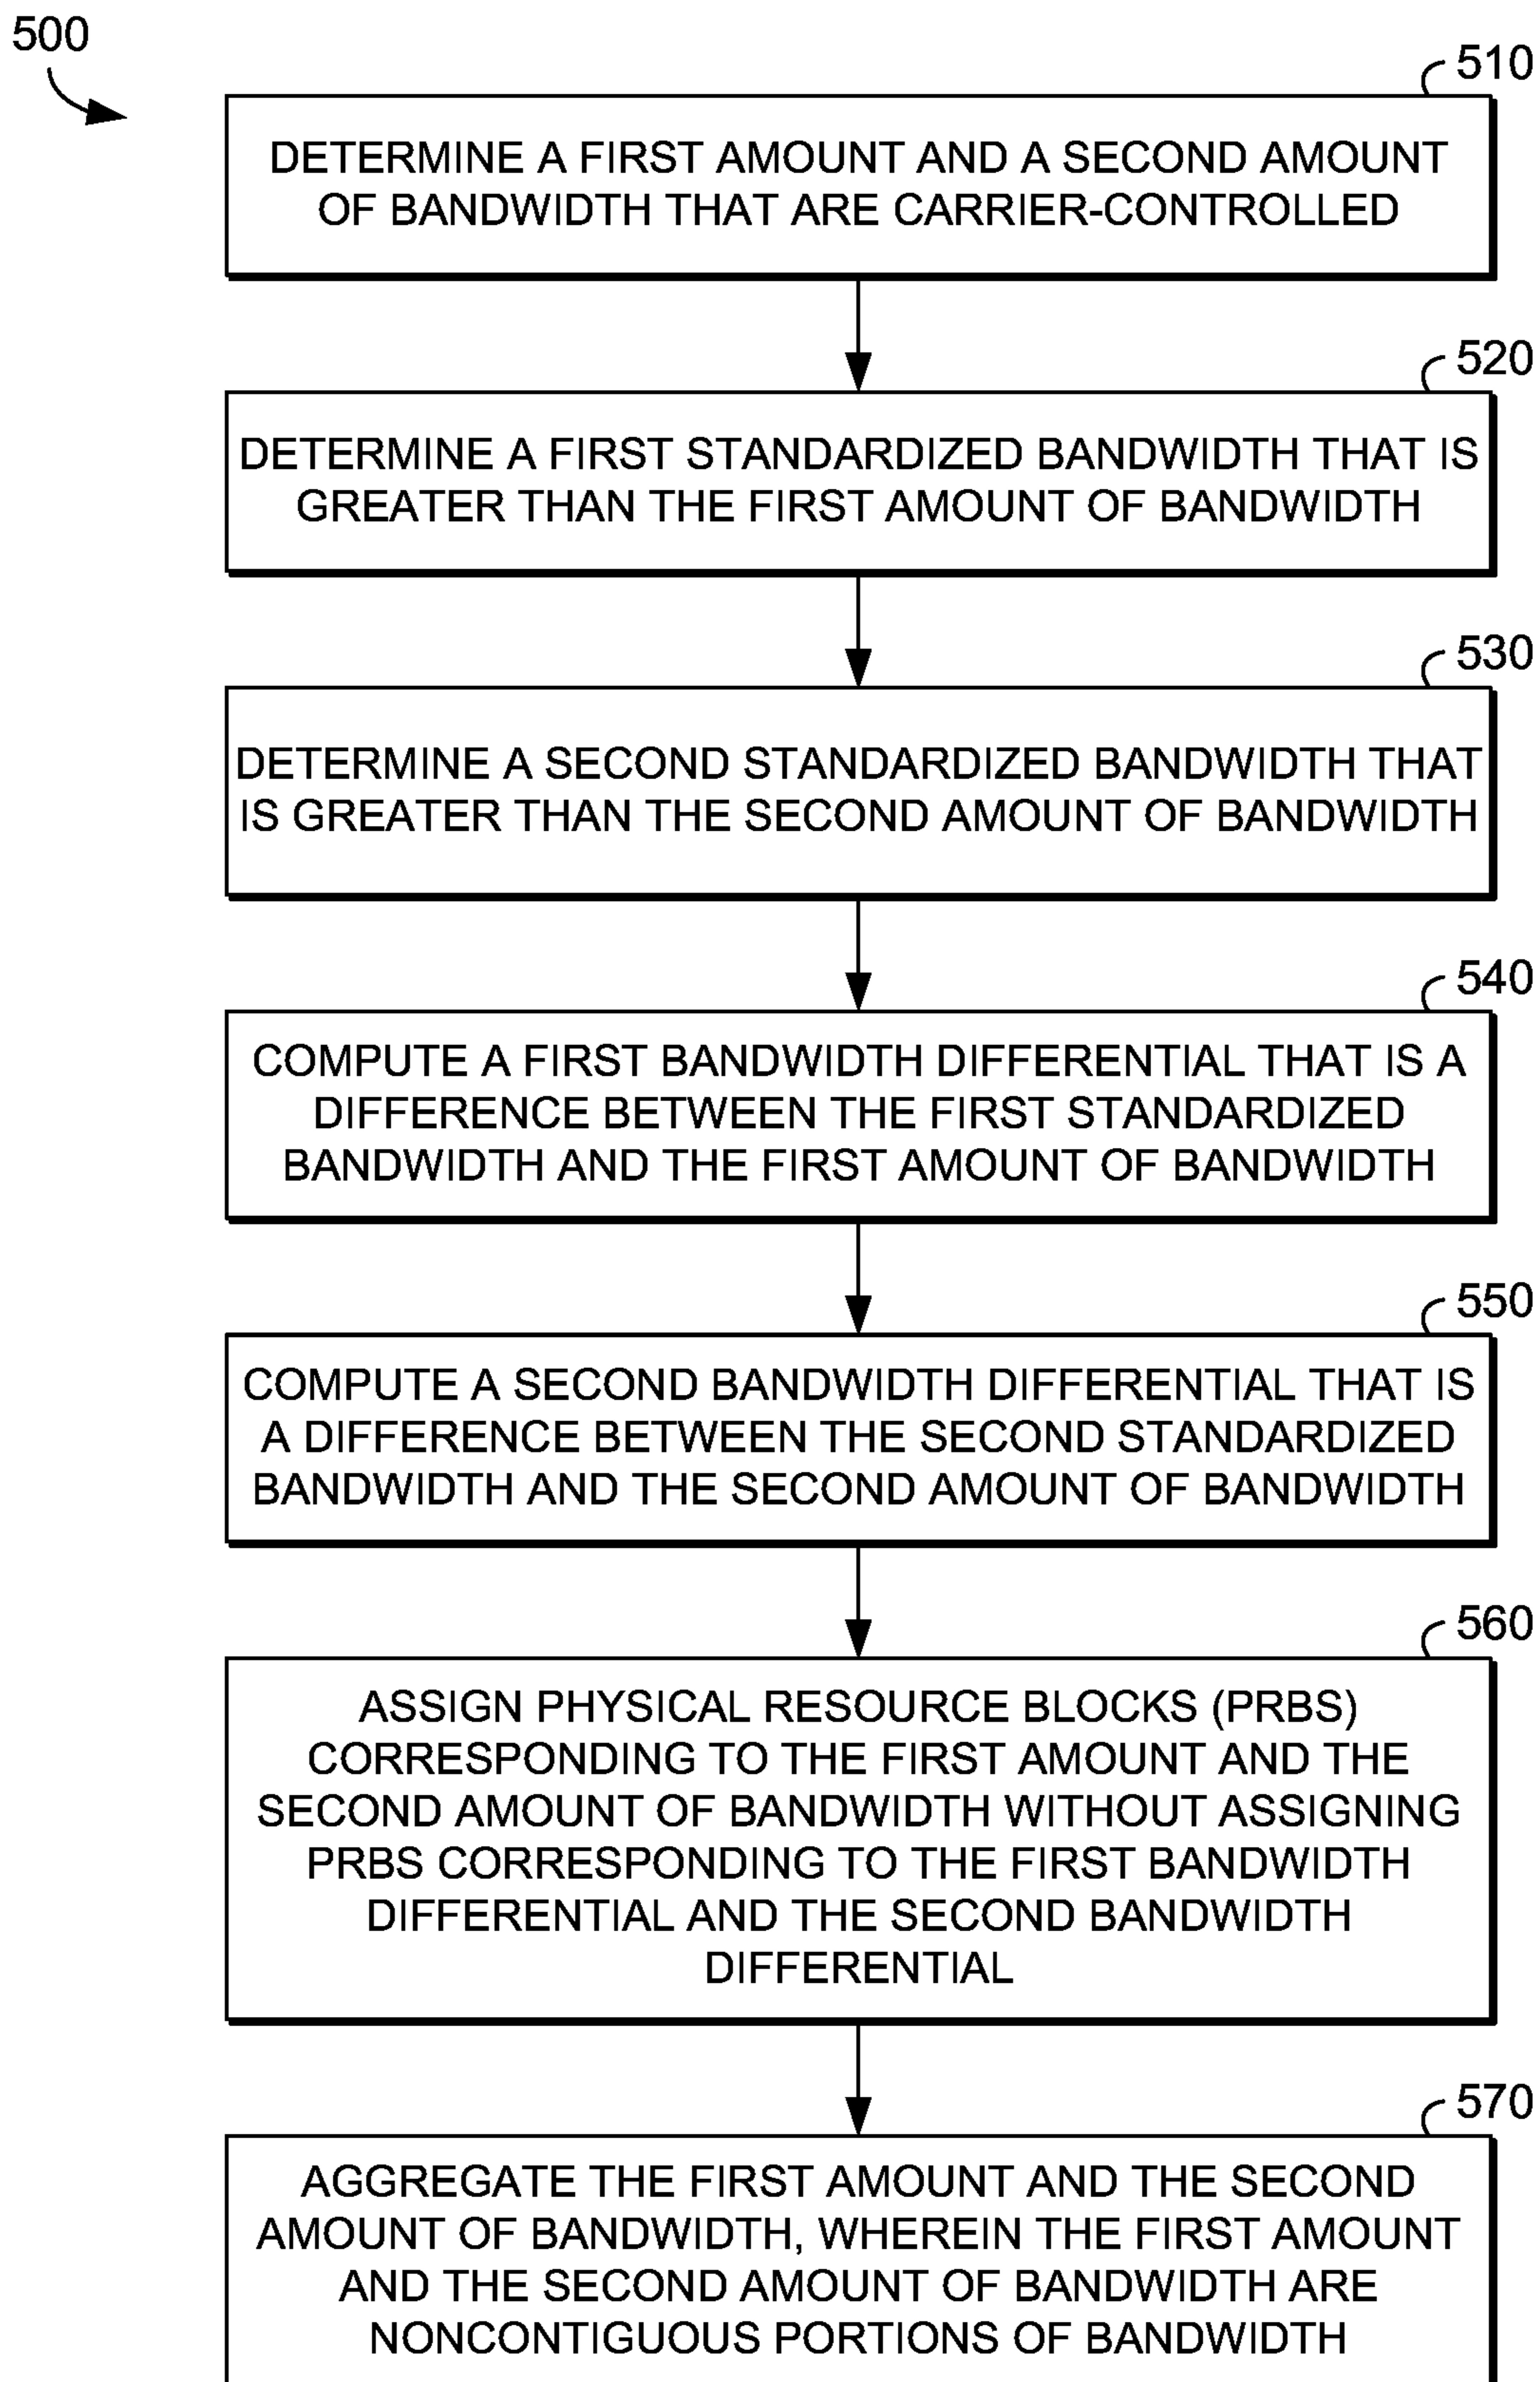 500
510
DETERMINE A FIRST AMOUNT AND A SECOND AMOUNT
OF BANDWIDTH THAT ARE CARRIER-CONTROLLED
520
DETERMINE A FIRST STANDARDIZED BANDWIDTH THAT IS
GREATER THAN THE FIRST AMOUNT OF BANDWIDTH
530
DETERMINE A SECOND STANDARDIZED BANDWIDTH THAT
IS GREATER THAN THE SECOND AMOUNT OF BANDWIDTH
540
COMPUTE A FIRST BANDWIDTH DIFFERENTIAL THAT IS A
DIFFERENCE BETWEEN THE FIRST STANDARDIZED
BANDWIDTH AND THE FIRST AMOUNT OF BANDWIDTH
550
COMPUTE A SECOND BANDWIDTH DIFFERENTIAL THAT IS
A DIFFERENCE BETWEEN THE SECOND STANDARDIZED
BANDWIDTH AND THE SECOND AMOUNT OF BANDWIDTH
560
ASSIGN PHYSICAL RESOURCE BLOCKS (PRBS)
CORRESPONDING TO THE FIRST AMOUNT AND THE
SECOND AMOUNT OF BANDWIDTH WITHOUT ASSIGNING
PRBS CORRESPONDING TO THE FIRST BANDWIDTH
DIFFERENTIAL AND THE SECOND BANDWIDTH
DIFFERENTIAL
570
AGGREGATE THE FIRST AMOUNT AND THE SECOND
AMOUNT OF BANDWIDTH, WHEREIN THE FIRST AMOUNT
AND THE SECOND AMOUNT OF BANDWIDTH ARE
NONCONTIGUOUS PORTIONS OF BANDWIDTH